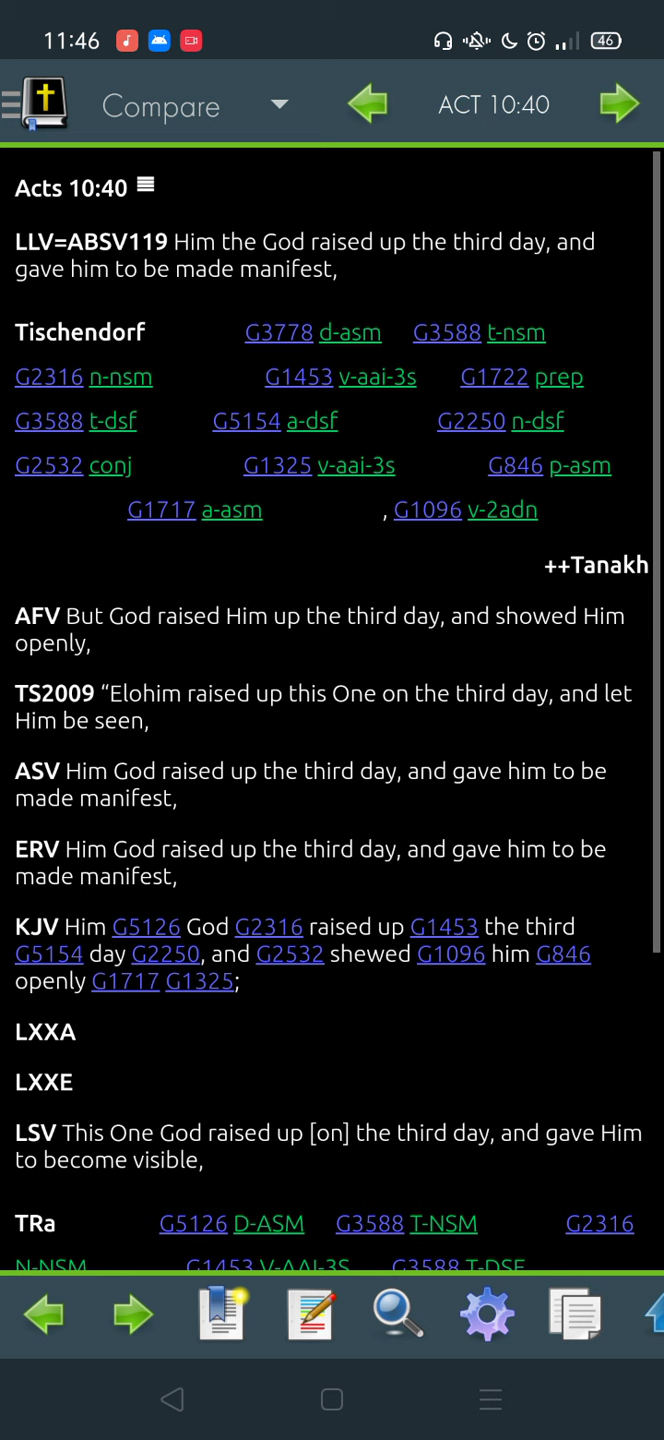 11:46
46
Compare
ACT 10:40
Acts 10:40
LLV=ABSV119 Him the God raised up the third day, and
gave him to be made manifest,
Tischendorf G3778 d-asm G3588 t-nsm
G2316 n-nsm G1453 v-aai-3s G1722 prep
G3588 t-dsf G5154 a-dsf G2250 n-dsf
G2532 conj G1325 v-aai-3s G846 p-asm
G1717 a-asm , G1096 v-2adn
++Tanakh
AFV But God raised Him up the third day, and showed Him
openly,
TS2009 “Elohim raised up this One on the third day, and let
Him be seen,
ASV Him God raised up the third day, and gave him to be
made manifest,
ERV Him God raised up the third day, and gave him to be
made manifest,
KJV Him G5126 God G2316 raised up G1453 the third
G5154 day G2250, and G2532 shewed G1096 him G846
openly G1717 G1325;
LXXA
LXXE
LSV This One God raised up [on] the third day, and gave Him
to become visible,
TRa G5126 D-ASM G3588 T-NSM G2316
N-NSM G1453 V-AAI-3S G3588 T-DSF